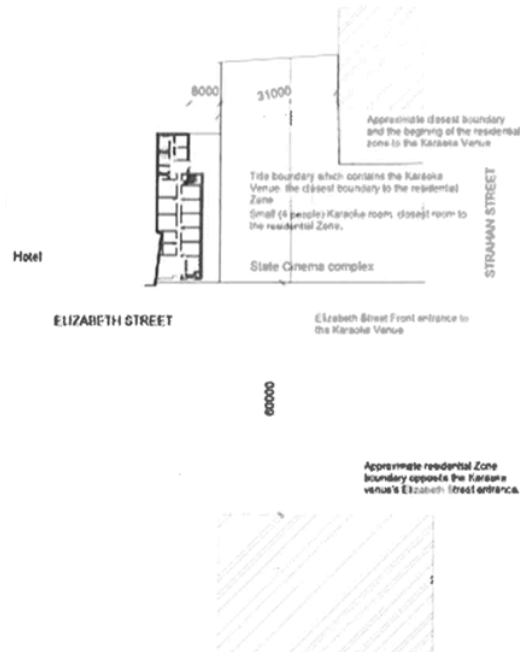 8000
31000
Approximate closest boundary
and the begining of the residential
zone to the Karaoke Venue
Title boundary which contains the Karaoke
Venue the closest boundary to the residential
Zone
Small (6 people) Karaoke room, closest room to
the residential Zone.
State Cinema complex
STRAHAN STREET
Hotel
ELIZABETH STREET
Elizabeth Street Front entrance to
the Karaoke Venue
60000
Approximate residential Zone
boundary opposite the Karaoke
venue's Elizabeth Street entrance.